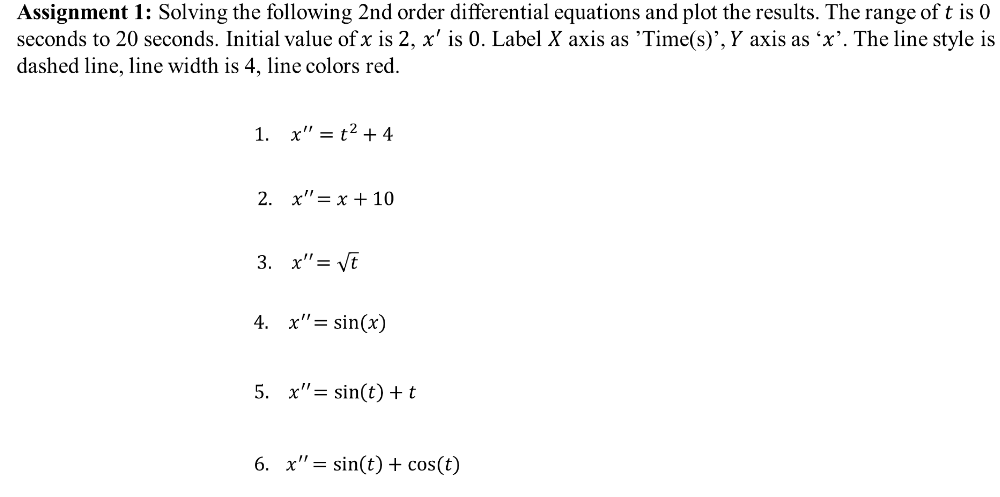 Assignment 1: Solving the following 2nd order differential equations and plot the results. The range of t is 0
seconds to 20 seconds. Initial value of x is 2, x′ is 0. Label X axis as ’Time(s)’, Y axis as ‘x’. The line style is
dashed line, line width is 4, line colors red.
1. x′′ = t² + 4
2. x′′= x + 10
3. x′′= √t
4. x′′= sin(x)
5. x′′= sin(t) + t
6. x′′= sin(t) + cos(t)